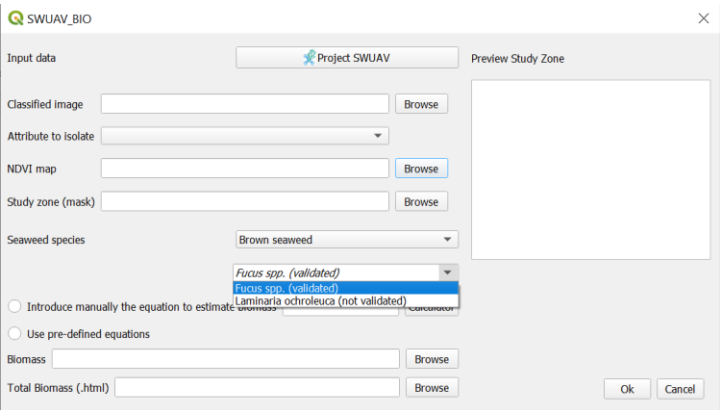 SWUAV_BIO
Input data
Project SWUAV
Preview Study Zone
Classified image
Browse
Attribute to isolate
NDVI map
Browse
Study zone (mask)
Browse
Seaweed species
Brown seaweed
Fucus spp. (validated)
Fucus spp. (validated)
Laminaria ochroleuca (not validated)
Introduce manually the equation to estimate biomass
Calculator
Use pre-defined equations
Biomass
Browse
Total Biomass (.html)
Browse
Ok
Cancel